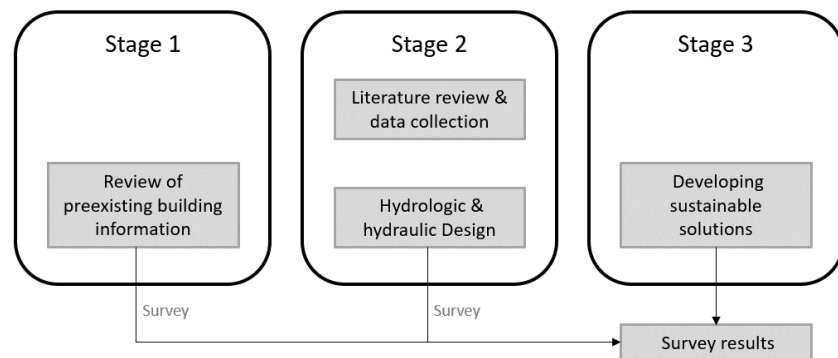 Stage 1
Review of
preexisting building
information
Stage 2
Literature review &
data collection
Hydrologic &
hydraulic Design
Stage 3
Developing
sustainable
solutions
Survey
Survey
Survey results